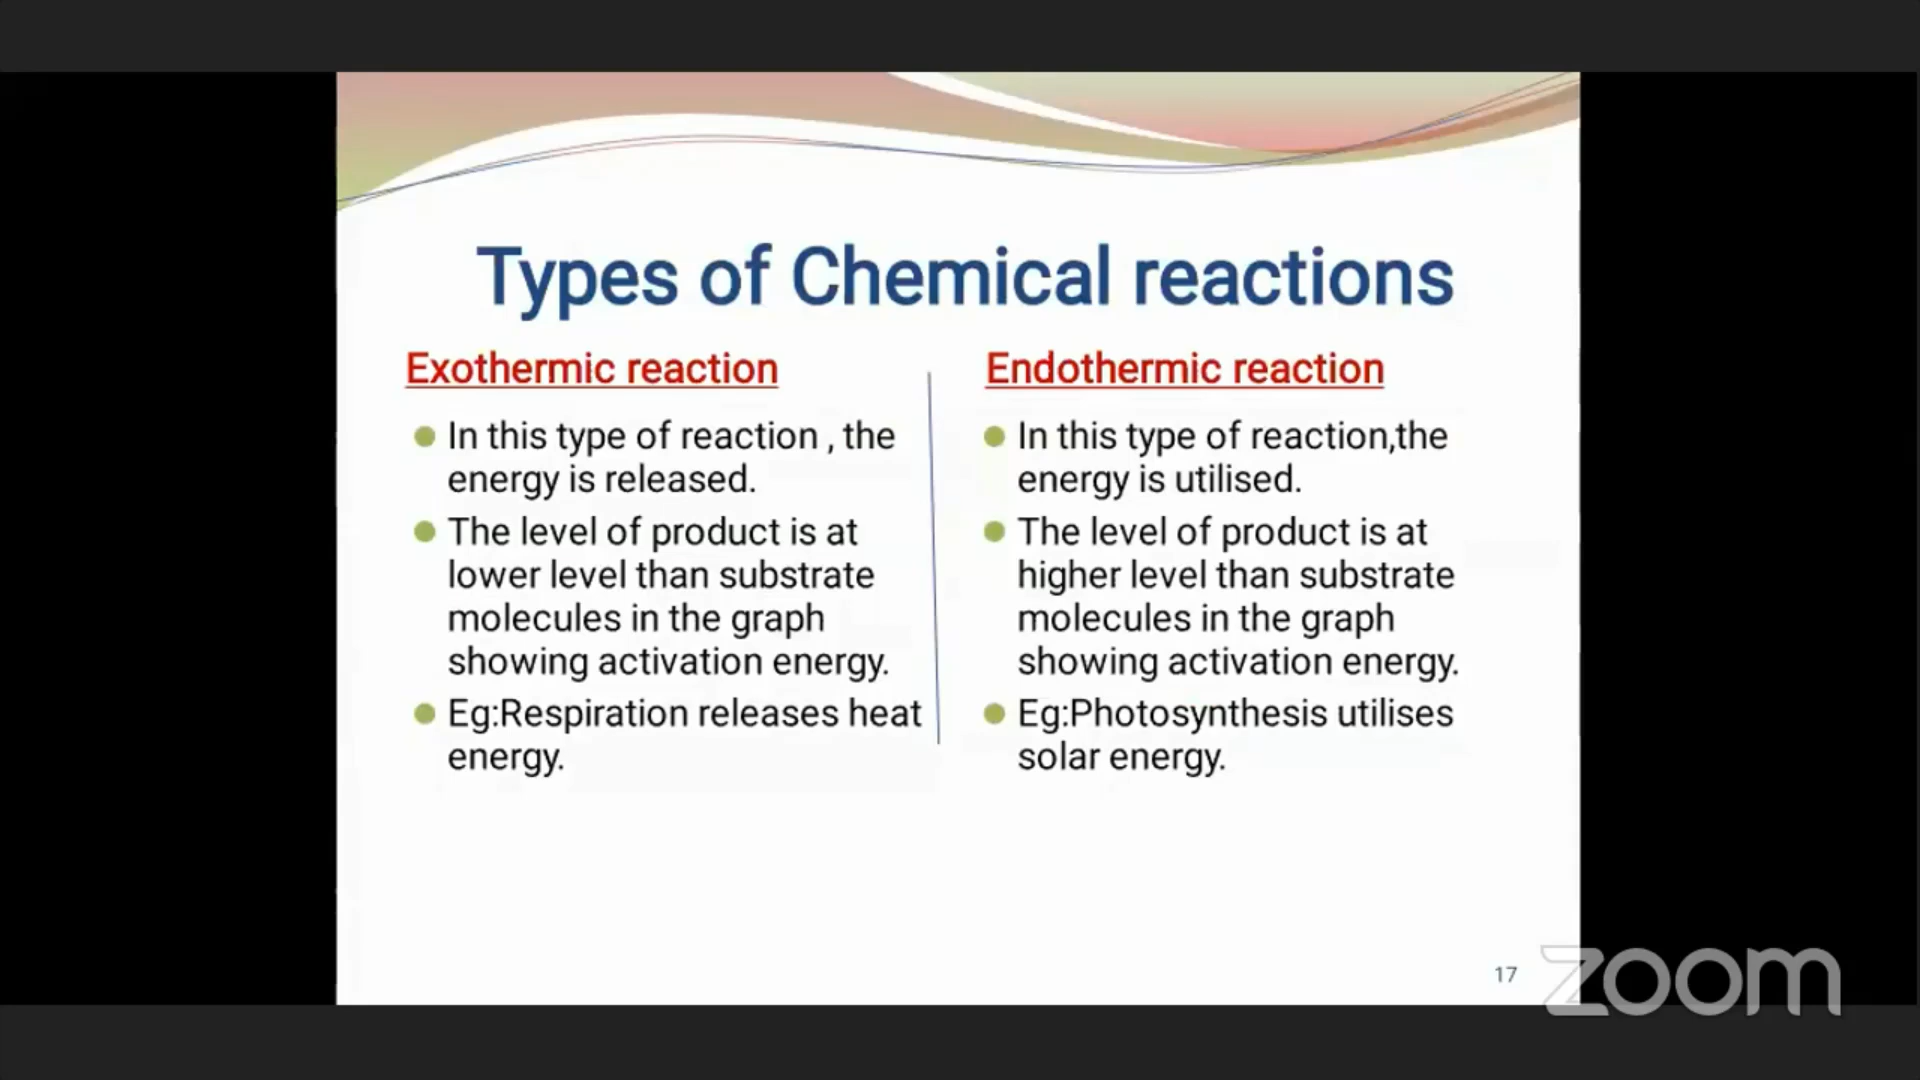 Types of Chemical reactions
Exothermic reaction
In this type of reaction , the
energy is released.
The level of product is at
lower level than substrate
molecules in the graph
showing activation energy.
Eg:Respiration releases heat
energy.
Endothermic reaction
In this type of reaction,the
energy is utilised.
The level of product is at
higher level than substrate
molecules in the graph
showing activation energy.
Eg:Photosynthesis utilises
solar energy.
17
zoom